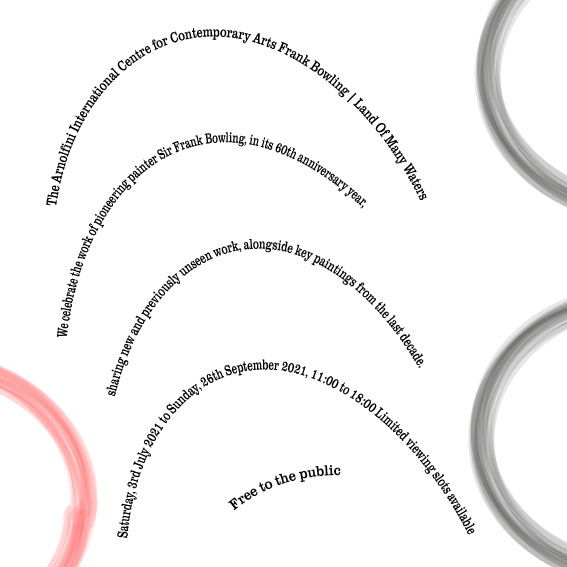 The Arnolfini International Centre for Contemporary Arts Frank Bowling | Land Of Many Waters
We celebrate the work of pioneering painter Sir Frank Bowling, in its 60th anniversary year,
sharing new and previously unseen work, alongside key paintings from the last decade.
Saturday, 3rd July 2021 to Sunday, 26th September 2021, 11:00 to 18:00 Limited viewing slots available
Free to the public